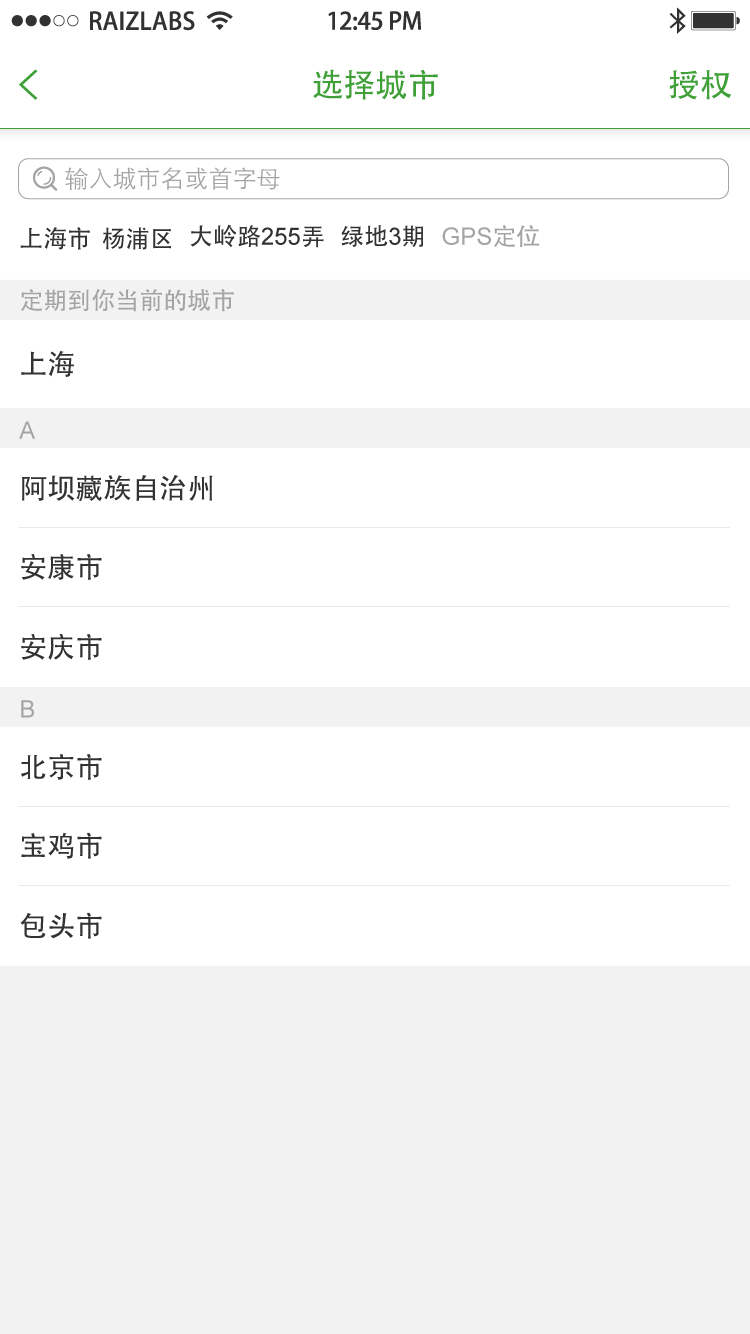 RAIZLABS 12:45 PM
选择城市 授权
输入城市名或首字母
上海市 杨浦区 大岭路255弄 绿地3期 GPS定位
定期到你当前的城市
上海
A
阿坝藏族自治州
安康市
安庆市
B
北京市
宝鸡市
包头市